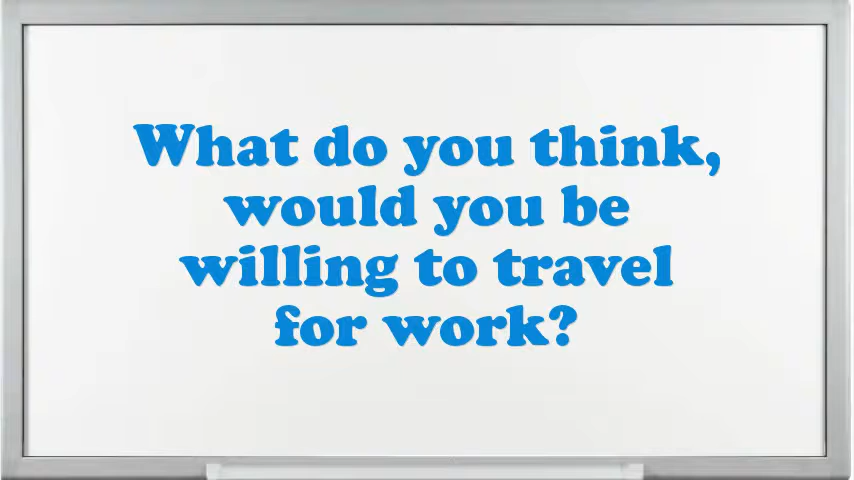 What do you think,
would you be
willing to travel
for work?